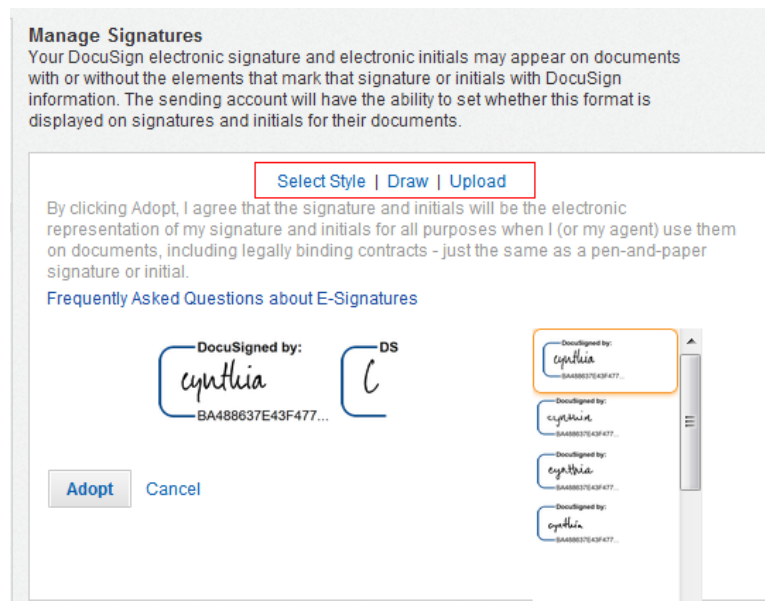 Manage Signatures
Your DocuSign electronic signature and electronic initials may appear on documents
with or without the elements that mark that signature or initials with DocuSign
information. The sending account will have the ability to set whether this format is
displayed on signatures and initials for their documents.
Select Style | Draw | Upload
By clicking Adopt, I agree that the signature and initials will be the electronic
representation of my signature and initials for all purposes when I (or my agent) use them
on documents, including legally binding contracts - just the same as a pen-and-paper
signature or initial.
Frequently Asked Questions about E-Signatures
DocuSigned by:
cynthia
BA488637E43F477...
DS
C
DocuSigned by:
cynthia
BA488637E43F477...
DocuSigned by:
cynthia
BA488637E43F477...
DocuSigned by:
cynthia
BA488637E43F477...
DocuSigned by:
cynthia
BA488637E43F477...
Adopt
Cancel